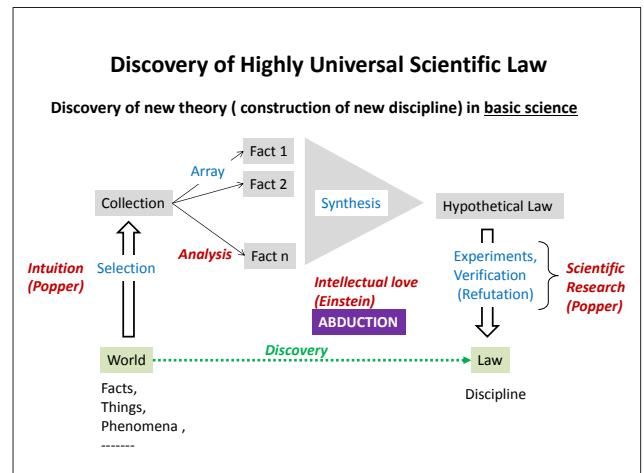 Discovery of Highly Universal Scientific Law
Discovery of new theory ( construction of new discipline) in basic science
Fact 1
Array
Fact 2
Collection
Synthesis
Hypothetical Law
Analysis
Fact n
Intuition
(Popper)
Selection
Experiments,
Verification
(Refutation)
Scientific
Research
(Popper)
Intellectual love
(Einstein)
ABDUCTION
Discovery
World
Law
Facts,
Things,
Phenomena ,
-------
Discipline